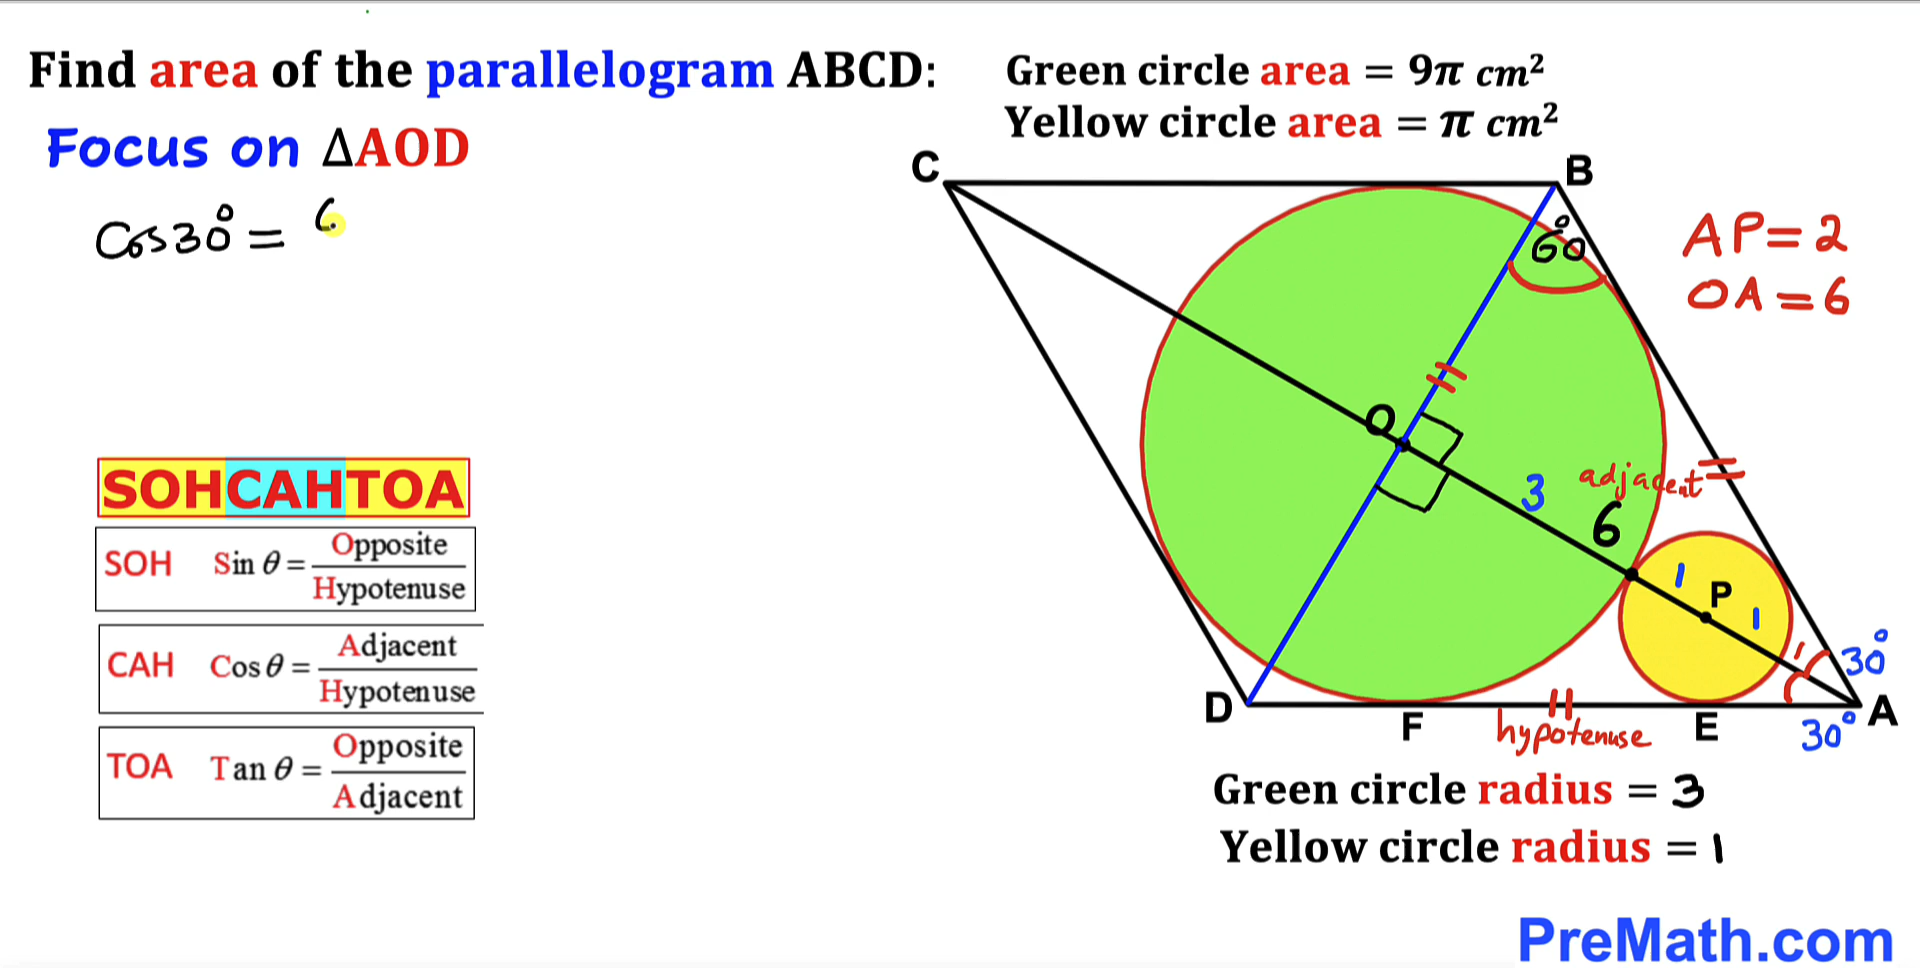 Find area of the parallelogram ABCD:
Green circle area = 9π cm²
Yellow circle area = π cm²
Focus on ΔAOD
Cos30° = 6
C
B
60°
AP=2
OA=6
O
3
adjacent
6
1
P
1
30°
D
F
hypotenuse
E
30°
A
SOHCAHTOA
SOH Sin θ = Opposite / Hypotenuse
CAH Cos θ = Adjacent / Hypotenuse
TOA Tan θ = Opposite / Adjacent
Green circle radius = 3
Yellow circle radius = 1
PreMath.com